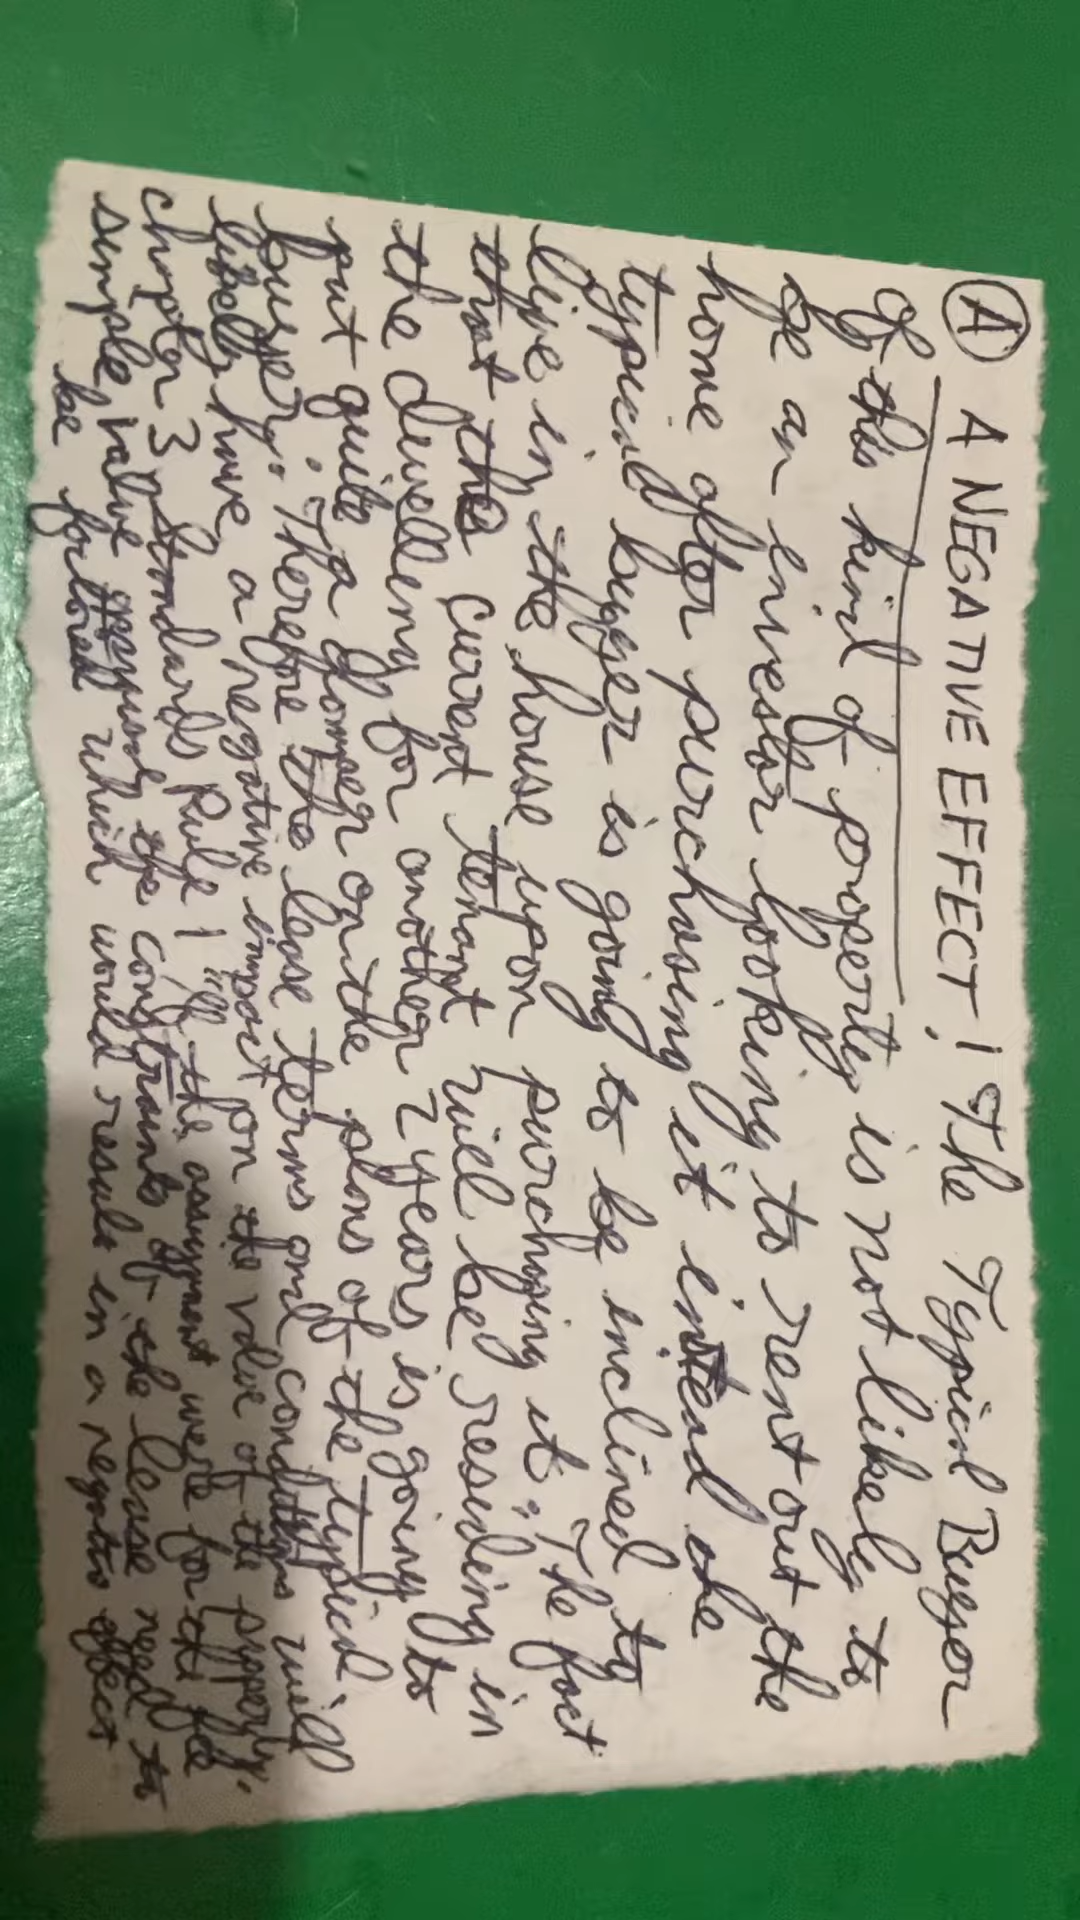 (A) A NEGATIVE EFFECT! The Typical Buyer
of this kind of property is not likely to
be an investor looking to rent out the
home after purchasing it instead the
typical buyer is going to be inclined to
live in the house upon purchasing it. The fact
that the current tenant will be residing in
the dwelling for another 2 years is going to
put quite a damper on the plans of the typical
buyer. Therefore the lease terms and conditions will
likely have a negative impact on the value of the property.
chapter 3 Standards Rule 1 "if the assignment were for the fee
simple value appraisal the constraints of the lease need to
be factored which would result in a negative effect